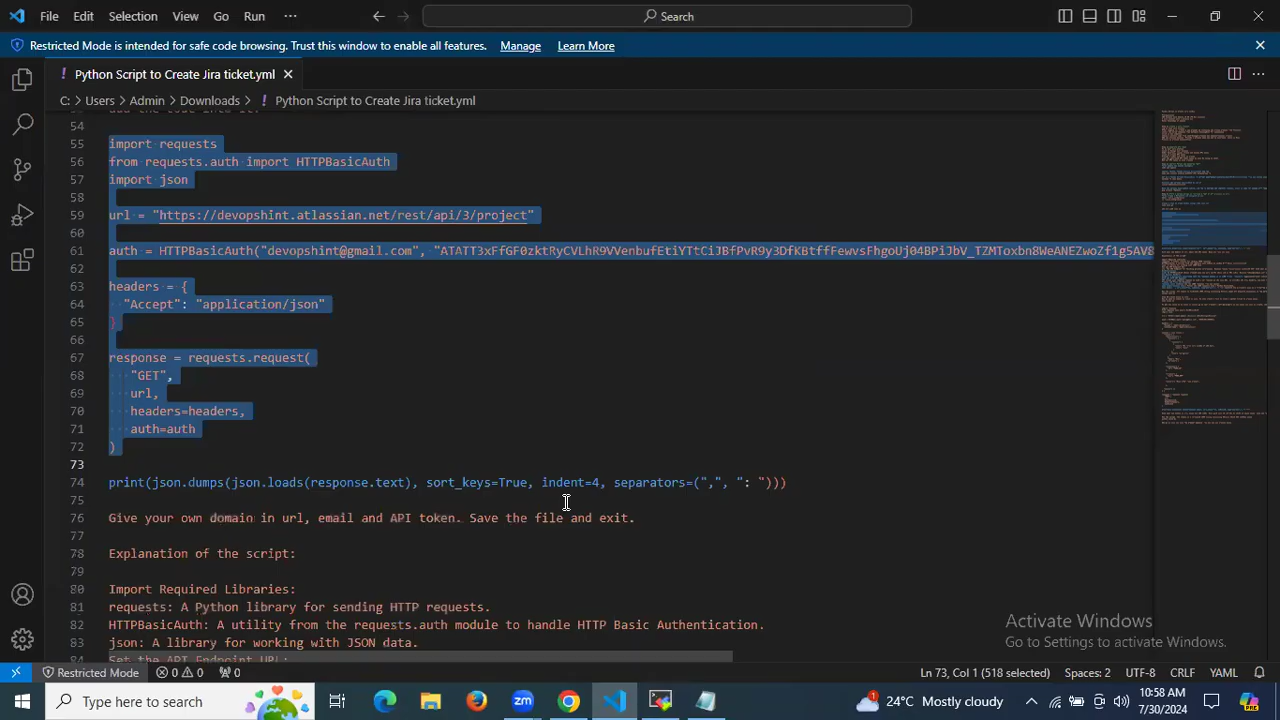 File Edit Selection View Go Run ··· Search
Restricted Mode is intended for safe code browsing. Trust this window to enable all features. Manage Learn More
Python Script to Create Jira ticket.yml
C: > Users > Admin > Downloads > Python Script to Create Jira ticket.yml
54
55 import requests
56 from requests.auth import HTTPBasicAuth
57 import json
58
59 url = "https://devopshint.atlassian.net/rest/api/3/project"
60
61 auth = HTTPBasicAuth("devopshint@gmail.com",
62
63 headers = {
64 "Accept": "application/json"
65 }
66
67 response = requests.request(
68 "GET",
69 url,
70 headers=headers,
71 auth=auth
72 )
73
74 print(json.dumps(json.loads(response.text), sort_keys=True, indent=4, separators=(",", ": ")))
75
76 Give your own domain in url, email and API token. Save the file and exit.
77
78 Explanation of the script:
79
80 Import Required Libraries:
81 requests: A Python library for sending HTTP requests.
82 HTTPBasicAuth: A utility from the requests.auth module to handle HTTP Basic Authentication.
83 json: A library for working with JSON data.
84 Set the API Endpoint URL:
Activate Windows
Go to Settings to activate Windows.
Restricted Mode 0 0 0 Ln 73, Col 1 (518 selected) Spaces: 2 UTF-8 CRLF YAML
Type here to search 24°C Mostly cloudy 10:58 AM
7/30/2024